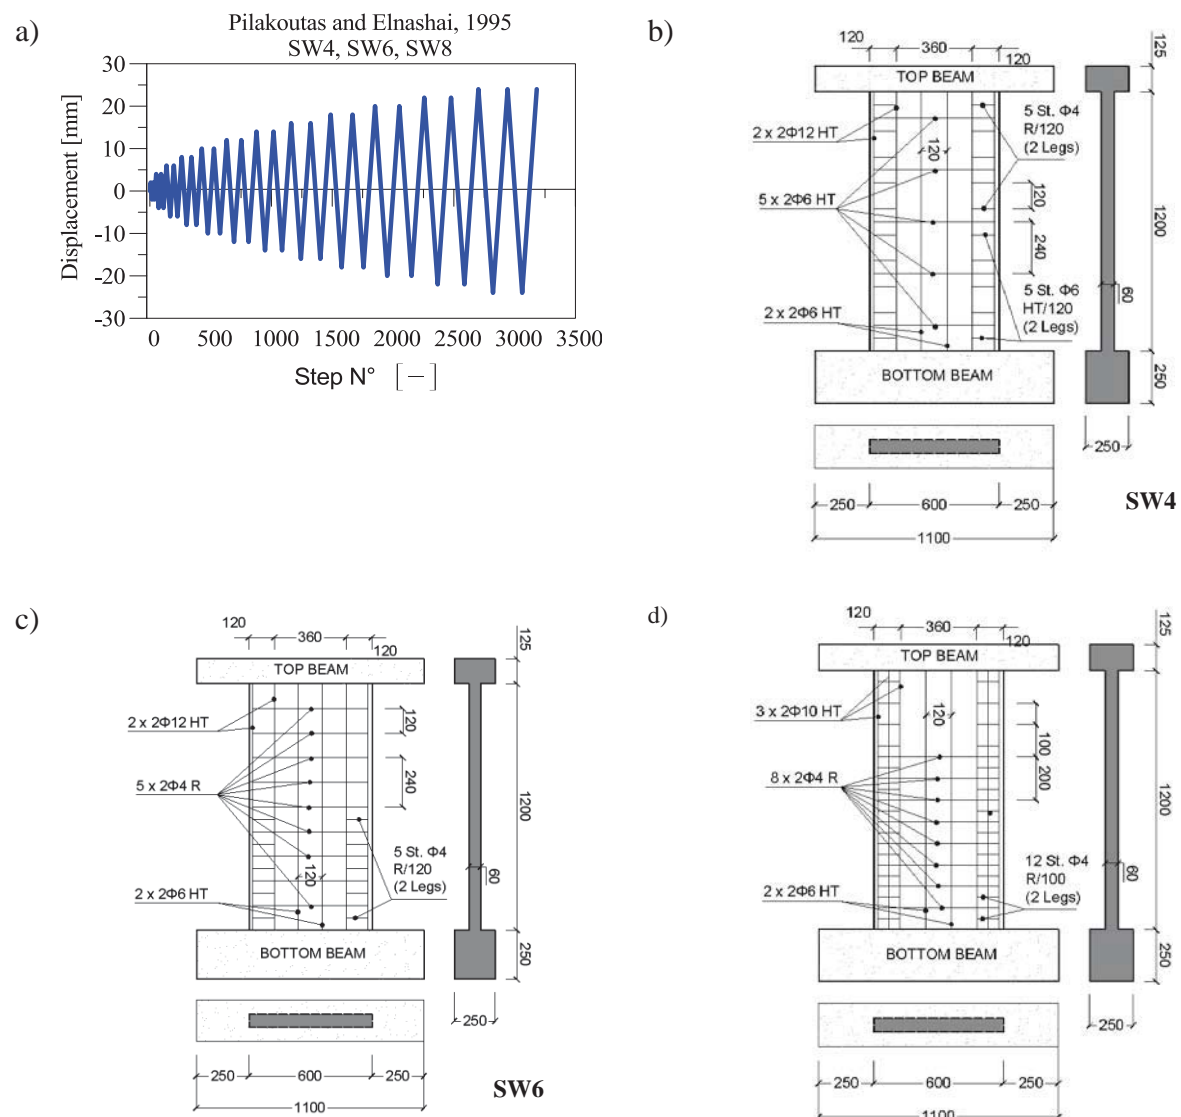 a)
Pilakoutas and Elnashai, 1995
SW4, SW6, SW8
Displacement [mm]
30
20
10
0
-10
-20
-30
0
500
1000
1500
2000
2500
3000
3500
Step N° [−]
b)
120
360
120
TOP BEAM
2 x 2Φ12 HT
5 St. Φ4
R/120
(2 Legs)
120
5 x 2Φ6 HT
120
240
5 St. Φ6
HT/120
(2 Legs)
2 x 2Φ6 HT
BOTTOM BEAM
125
1200
60
250
250
250
600
250
1100
SW4
c)
120
360
120
TOP BEAM
2 x 2Φ12 HT
120
5 x 2Φ4 R
240
5 St. Φ4
R/120
(2 Legs)
120
2 x 2Φ6 HT
BOTTOM BEAM
125
1200
60
250
250
250
600
250
1100
SW6
d)
120
360
120
TOP BEAM
3 x 2Φ10 HT
120
100
200
8 x 2Φ4 R
12 St. Φ4
R/100
(2 Legs)
2 x 2Φ6 HT
BOTTOM BEAM
125
1200
60
250
250
250
600
250
1100